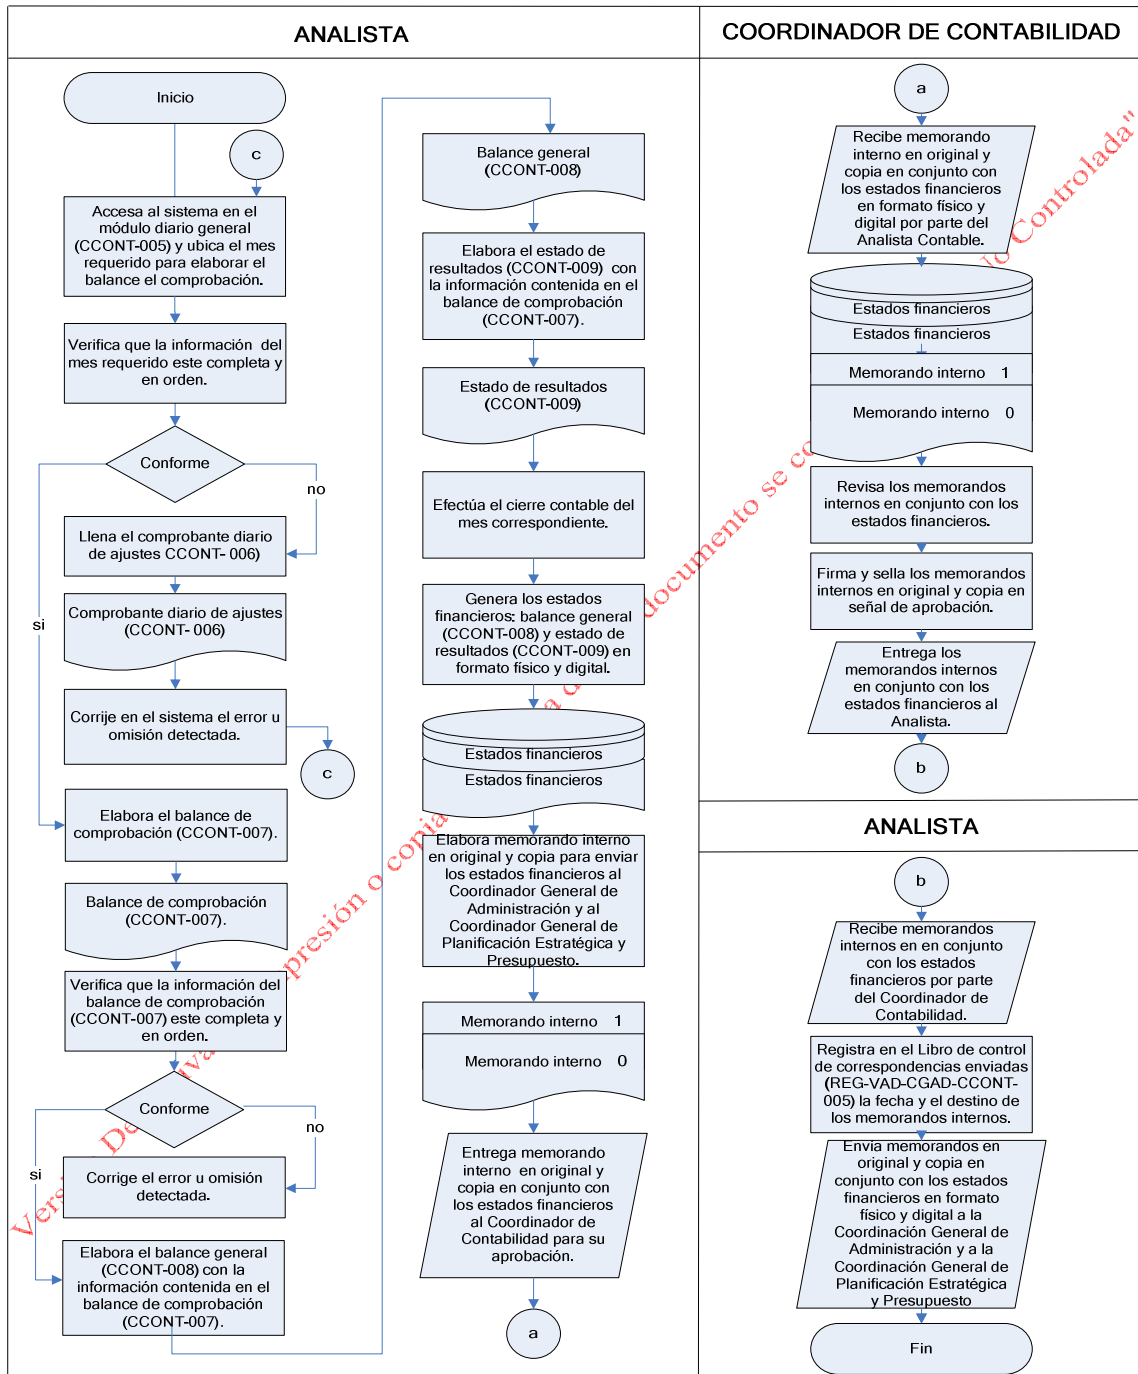 ANALISTA
Inicio
c
Accesa al sistema en el
módulo diario general
(CCONT-005) y ubica el mes
requerido para elaborar el
balance el comprobación.
Verifica que la información del
mes requerido este completa y
en orden.
Conforme
no
si
Llena el comprobante diario
de ajustes CCONT- 006)
Comprobante diario de ajustes
(CCONT- 006)
Corrije en el sistema el error u
omisión detectada.
c
Elabora el balance de
comprobación (CCONT-007).
Balance de comprobación
(CCONT-007).
Verifica que la información del
balance de comprobación
(CCONT-007) este completa y
en orden.
Conforme
no
si
Corrige el error u omisión
detectada.
Elabora el balance general
(CCONT-008) con la
información contenida en el
balance de comprobación
(CCONT-007).
Balance general
(CCONT-008)
Elabora el estado de
resultados (CCONT-009) con
la información contenida en el
balance de comprobación
(CCONT-007).
Estado de resultados
(CCONT-009)
Efectúa el cierre contable del
mes correspondiente.
Genera los estados
financieros: balance general
(CCONT-008) y estado de
resultados (CCONT-009) en
formato físico y digital.
Estados financieros
Estados financieros
Elabora memorando interno
en original y copia para enviar
los estados financieros al
Coordinador General de
Administración y al
Coordinador General de
Planificación Estratégica y
Presupuesto.
Memorando interno 1
Memorando interno 0
Entrega memorando
interno en original y
copia en conjunto con
los estados financieros
al Coordinador de
Contabilidad para su
aprobación.
a
COORDINADOR DE CONTABILIDAD
a
Recibe memorando
interno en original y
copia en conjunto con
los estados financieros
en formato físico y
digital por parte del
Analista Contable.
Estados financieros
Estados financieros
Memorando interno 1
Memorando interno 0
Revisa los memorandos
internos en conjunto con los
estados financieros.
Firma y sella los memorandos
internos en original y copia en
señal de aprobación.
Entrega los
memorandos internos
en conjunto con los
estados financieros al
Analista.
b
ANALISTA
b
Recibe memorandos
internos en en conjunto
con los estados
financieros por parte
del Coordinador de
Contabilidad.
Registra en el Libro de control
de correspondencias enviadas
(REG-VAD-CGAD-CCONT-
005) la fecha y el destino de
los memorandos internos.
Envia memorandos en
original y copia en
conjunto con los estados
financieros en formato
físico y digital a la
Coordinación General de
Administración y a la
Coordinación General de
Planificación Estratégica
y Presupuesto
Fin
o copia
documento se
No Controlada"